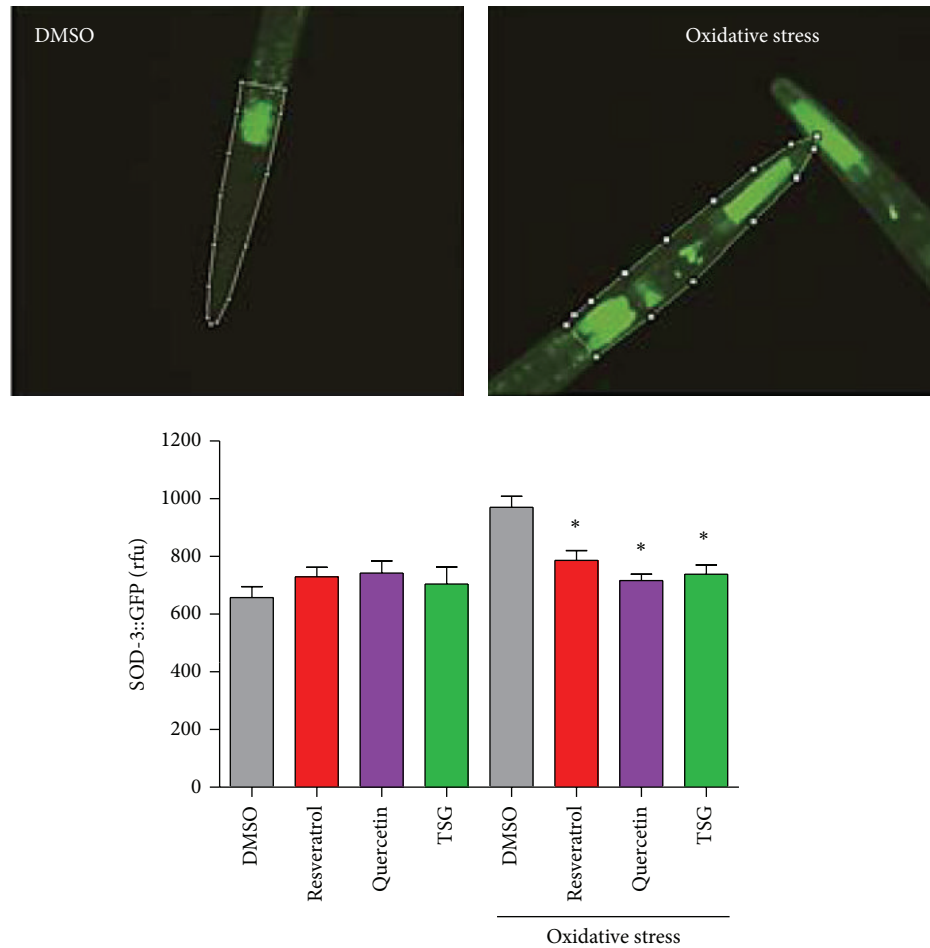 DMSO
Oxidative stress
1200
1000
800
600
400
200
0
SOD-3::GFP (rfu)
*
*
*
DMSO
Resveratrol
Quercetin
TSG
DMSO
Resveratrol
Quercetin
TSG
Oxidative stress